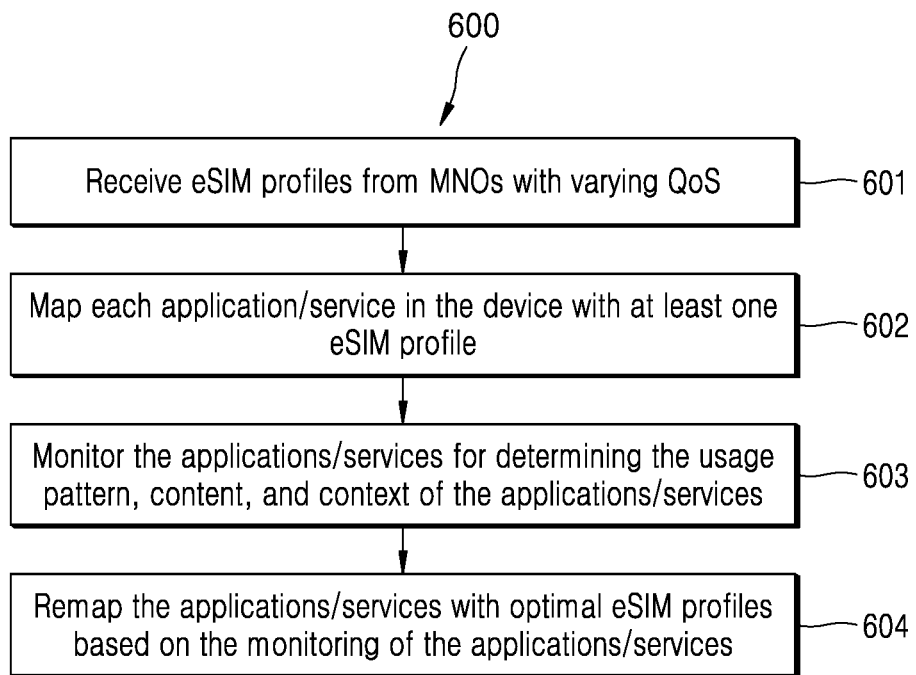 600
Receive eSIM profiles from MNOs with varying QoS
601
Map each application/service in the device with at least one
eSIM profile
602
Monitor the applications/services for determining the usage
pattern, content, and context of the applications/services
603
Remap the applications/services with optimal eSIM profiles
based on the monitoring of the applications/services
604